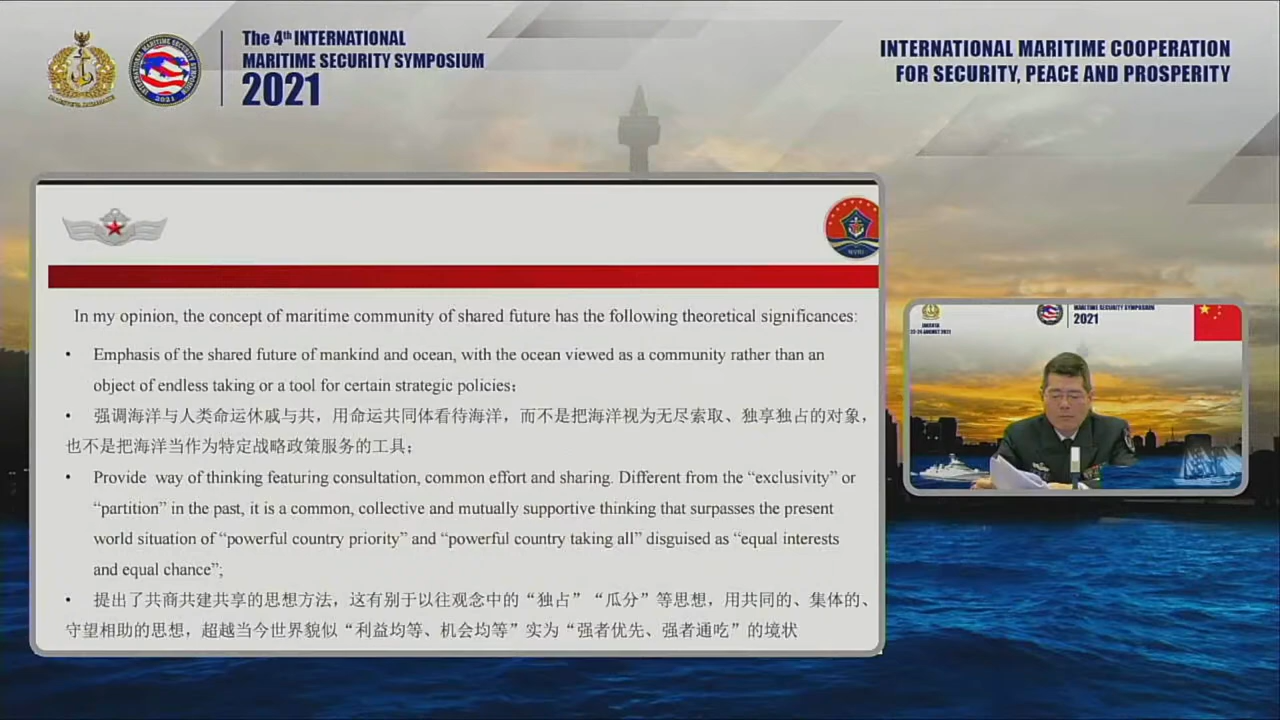 The 4th INTERNATIONAL
MARITIME SECURITY SYMPOSIUM
2021
INTERNATIONAL MARITIME COOPERATION
FOR SECURITY, PEACE AND PROSPERITY
In my opinion, the concept of maritime community of shared future has the following theoretical significances:
• Emphasis of the shared future of mankind and ocean, with the ocean viewed as a community rather than an
object of endless taking or a tool for certain strategic policies;
• 强调海洋与人类命运休戚与共，用命运共同体看待海洋，而不是把海洋视为无尽索取、独享独占的对象，
也不是把海洋当作为特定战略政策服务的工具；
• Provide way of thinking featuring consultation, common effort and sharing. Different from the “exclusivity” or
“partition” in the past, it is a common, collective and mutually supportive thinking that surpasses the present
world situation of “powerful country priority” and “powerful country taking all” disguised as “equal interests
and equal chance”;
• 提出了共商共建共享的思想方法，这有别于以往观念中的“独占”“瓜分”等思想，用共同的、集体的、
守望相助的思想，超越当今世界貌似“利益均等、机会均等”实为“强者优先、强者通吃”的境状
MARITIME SECURITY SYMPOSIUM
2021
JAKARTA